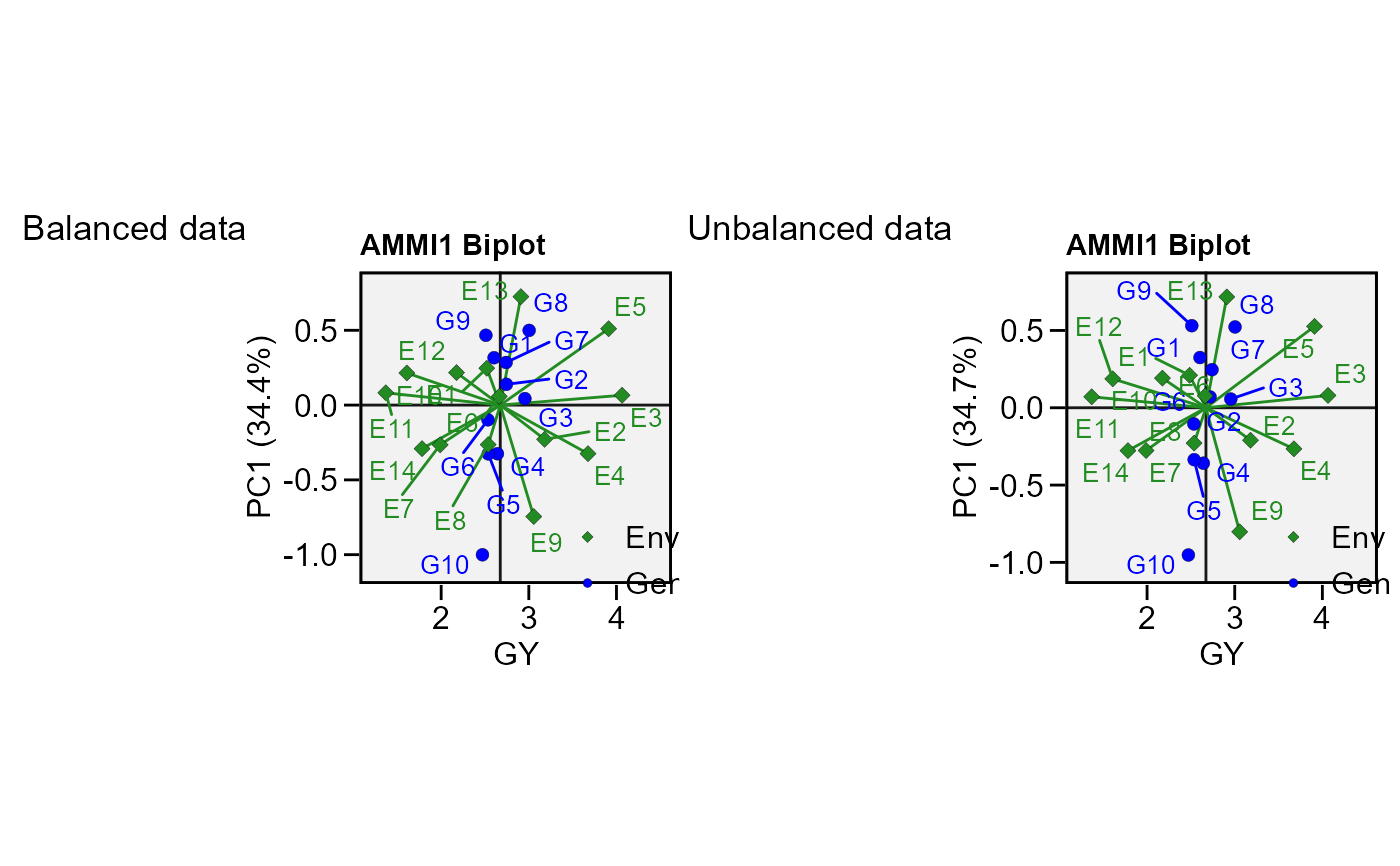 Balanced data
AMMI1 Biplot
PC1 (34.4%)
0.5
0.0
-0.5
-1.0
E13
G8
E5
G9
G1
G7
E12
G2
E10
E1
G3
E3
E11
E6
E2
G6
G4
E14
E4
G5
E7
E8
E9
G10
Env
Gen
2
3
4
GY
Unbalanced data
AMMI1 Biplot
PC1 (34.7%)
0.5
0.0
-0.5
-1.0
G9
E13
G8
E12
G1
G7
E5
E1
E3
E6
G3
E10
G6
G2
E11
E8
E2
E14
E7
G4
E4
G5
E9
G10
Env
Gen
2
3
4
GY